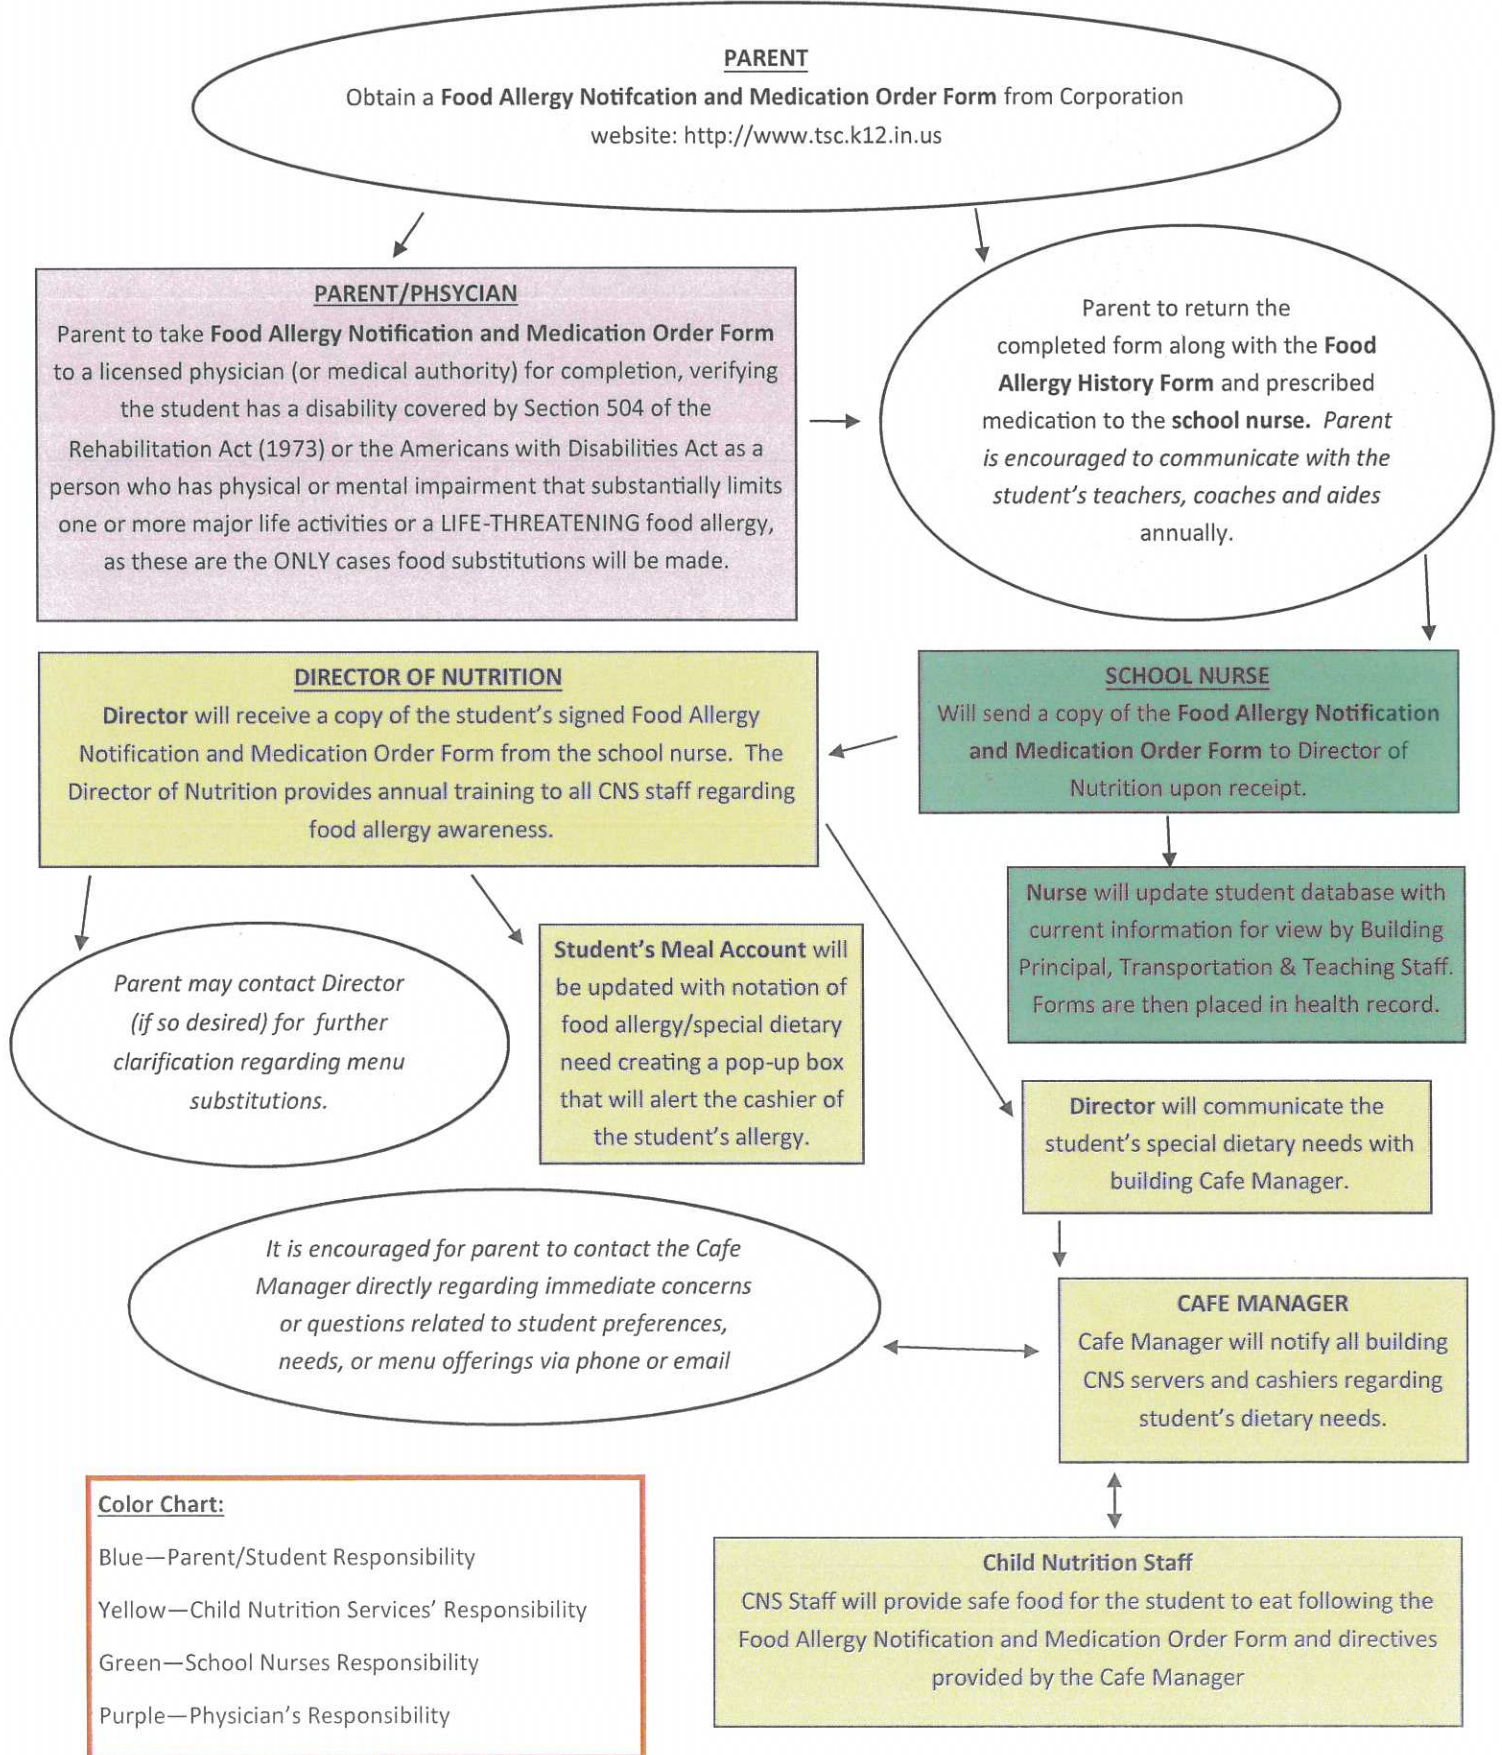 PARENT
Obtain a Food Allergy Notifcation and Medication Order Form from Corporation
website: http://www.tsc.k12.in.us
PARENT/PHSYCIAN
Parent to take Food Allergy Notification and Medication Order Form
to a licensed physician (or medical authority) for completion, verifying
the student has a disability covered by Section 504 of the
Rehabilitation Act (1973) or the Americans with Disabilities Act as a
person who has physical or mental impairment that substantially limits
one or more major life activities or a LIFE-THREATENING food allergy,
as these are the ONLY cases food substitutions will be made.
Parent to return the
completed form along with the Food
Allergy History Form and prescribed
medication to the school nurse. Parent
is encouraged to communicate with the
student's teachers, coaches and aides
annually.
DIRECTOR OF NUTRITION
Director will receive a copy of the student's signed Food Allergy
Notification and Medication Order Form from the school nurse. The
Director of Nutrition provides annual training to all CNS staff regarding
food allergy awareness.
SCHOOL NURSE
Will send a copy of the Food Allergy Notification
and Medication Order Form to Director of
Nutrition upon receipt.
Nurse will update student database with
current information for view by Building
Principal, Transportation & Teaching Staff.
Forms are then placed in health record.
Parent may contact Director
(if so desired) for further
clarification regarding menu
substitutions.
Student's Meal Account will
be updated with notation of
food allergy/special dietary
need creating a pop-up box
that will alert the cashier of
the student's allergy.
Director will communicate the
student's special dietary needs with
building Cafe Manager.
It is encouraged for parent to contact the Cafe
Manager directly regarding immediate concerns
or questions related to student preferences,
needs, or menu offerings via phone or email
CAFE MANAGER
Cafe Manager will notify all building
CNS servers and cashiers regarding
student's dietary needs.
Color Chart:
Blue—Parent/Student Responsibility
Yellow—Child Nutrition Services' Responsibility
Green—School Nurses Responsibility
Purple—Physician's Responsibility
Child Nutrition Staff
CNS Staff will provide safe food for the student to eat following the
Food Allergy Notification and Medication Order Form and directives
provided by the Cafe Manager